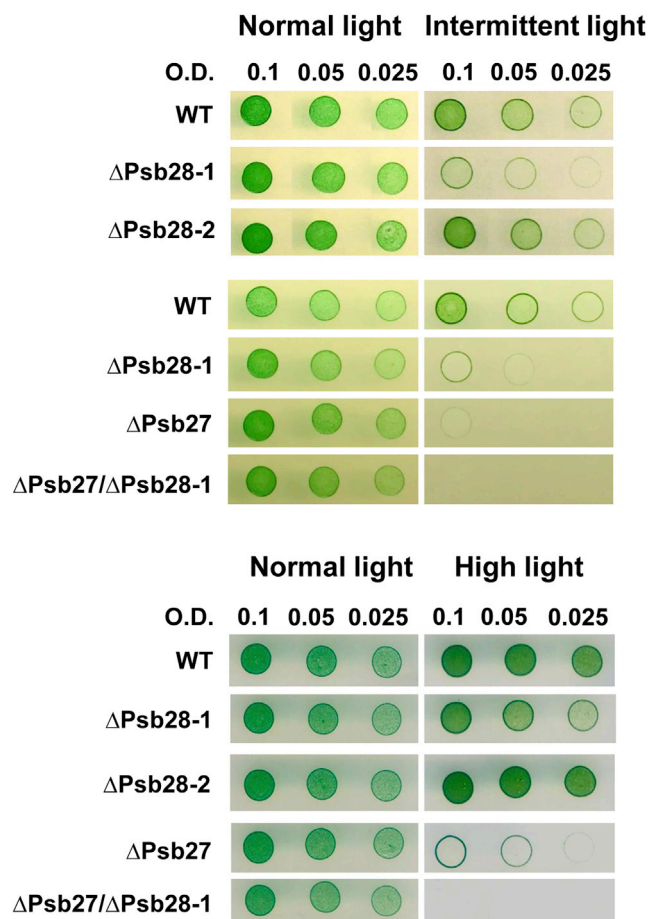 Normal light Intermittent light
O.D. 0.1 0.05 0.025 0.1 0.05 0.025
WT
ΔPsb28-1
ΔPsb28-2
WT
ΔPsb28-1
ΔPsb27
ΔPsb27/ΔPsb28-1
Normal light High light
O.D. 0.1 0.05 0.025 0.1 0.05 0.025
WT
ΔPsb28-1
ΔPsb28-2
ΔPsb27
ΔPsb27/ΔPsb28-1